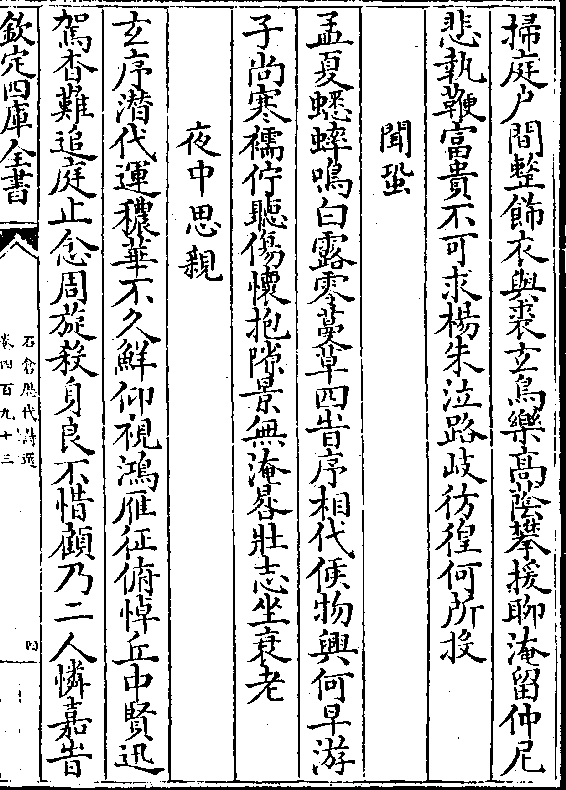 掃庭户間整飾衣與裘玄鳥樂高蔭攀援聊淹留仲尼
悲執鞭富貴不可求楊朱泣路歧彷徨何所投
聞蛩
孟夏蟋蟀鳴白露零蔓草四旹序相代候物興何早游
子尚寒襦佇聽傷懷抱隙景無淹晷壯志坐衰老
夜中思親
玄序潛代運穠華不久鮮仰視鴻雁征俯悼丘中賢迅
駕杳難追庭止念周旋殺身良不惜顧乃二人憐嘉旹
欽定四庫全書
石倉歷代詩選
卷四百九十三
四